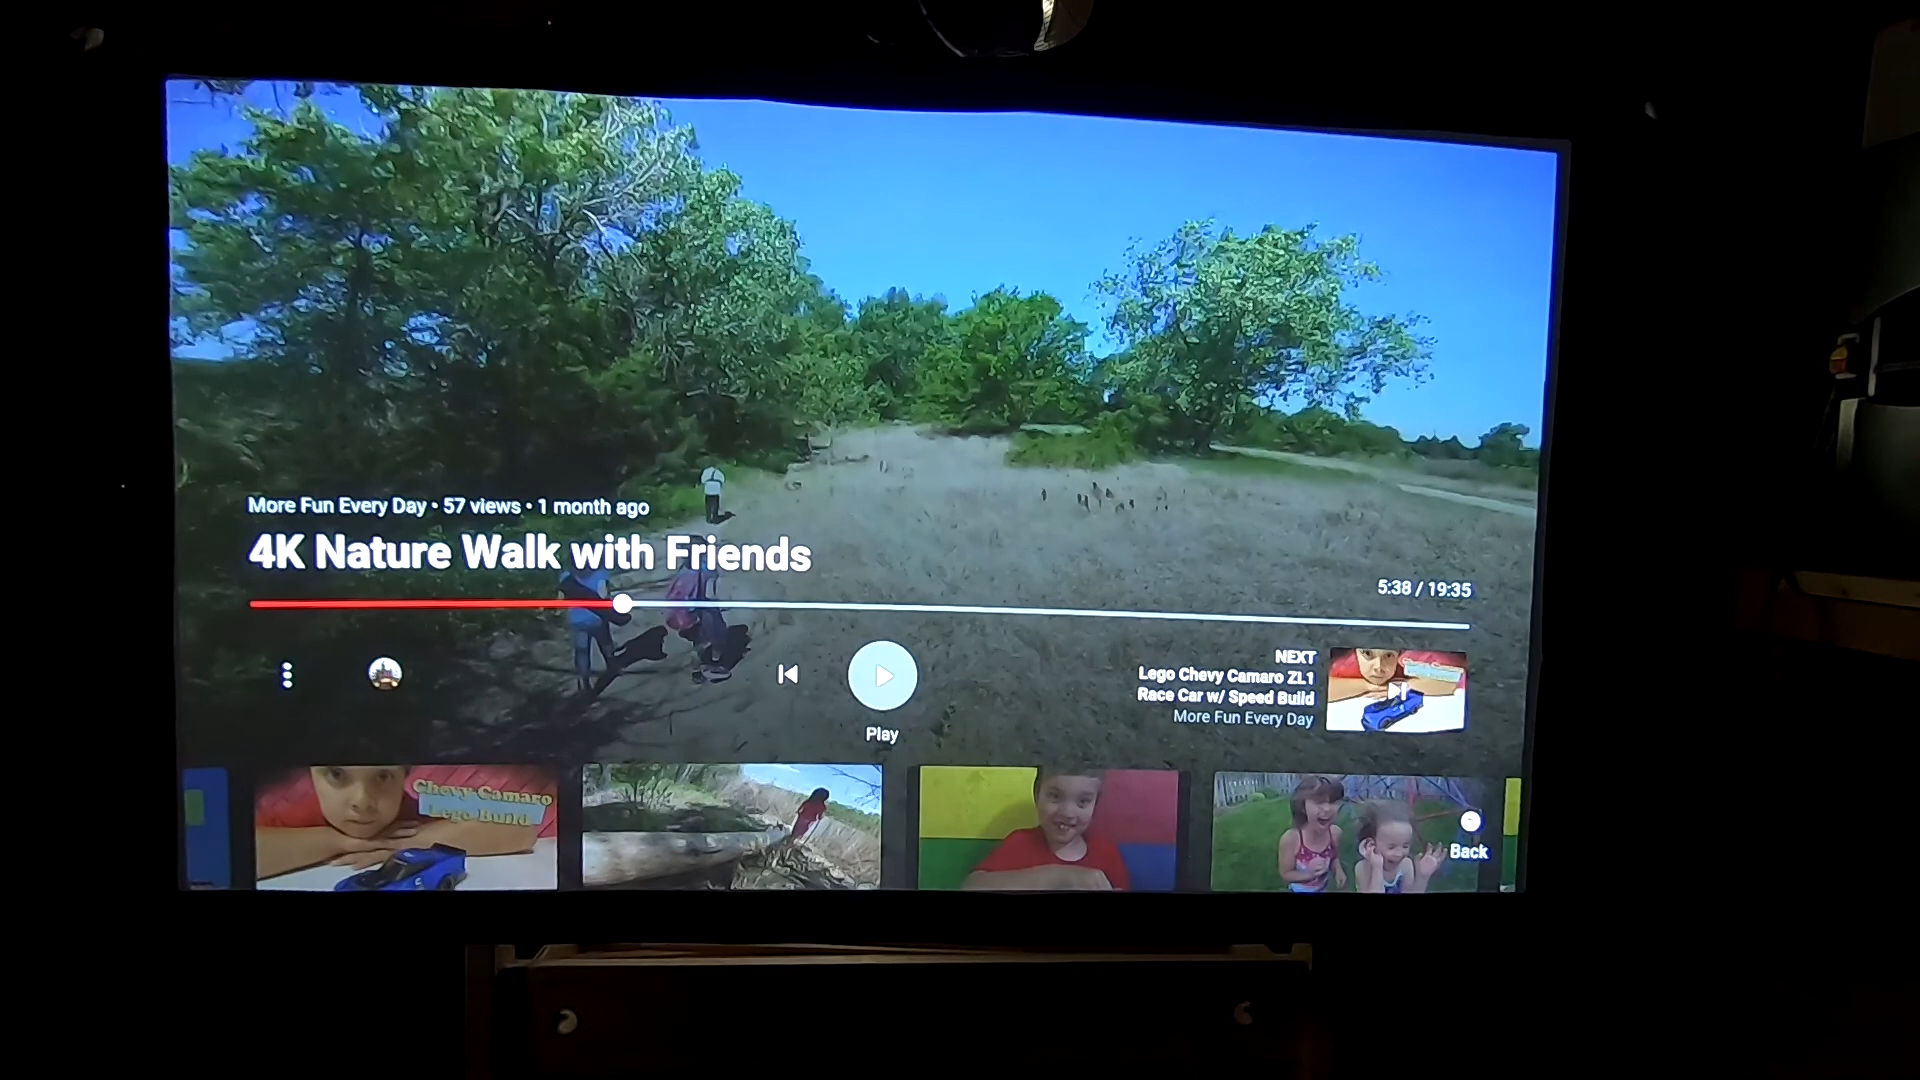 More Fun Every Day • 57 views • 1 month ago
4K Nature Walk with Friends
5:38 / 19:35
NEXT
Lego Chevy Camaro ZL1
Race Car w/ Speed Build
More Fun Every Day
Play
Chevy Camaro
Lego Build
Back